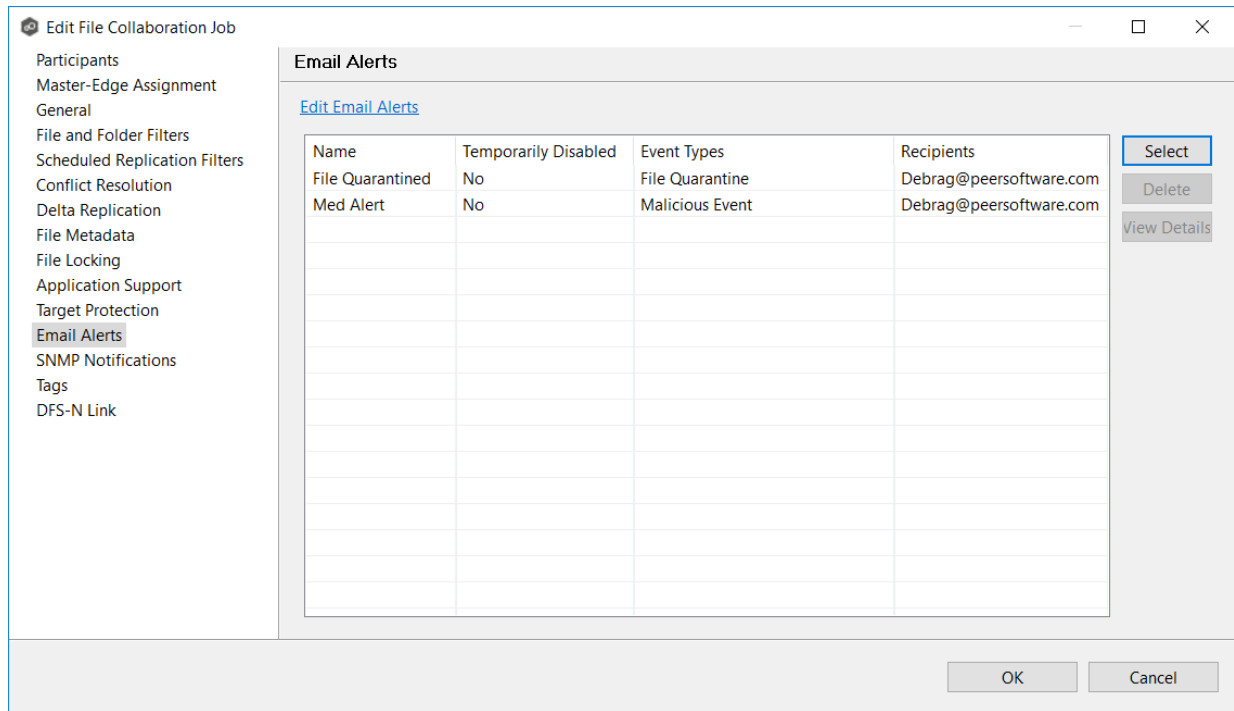 Edit File Collaboration Job
Participants
Master-Edge Assignment
General
File and Folder Filters
Scheduled Replication Filters
Conflict Resolution
Delta Replication
File Metadata
File Locking
Application Support
Target Protection
Email Alerts
SNMP Notifications
Tags
DFS-N Link
Email Alerts
Edit Email Alerts
Name Temporarily Disabled Event Types Recipients
File Quarantined No File Quarantine Debrag@peersoftware.com
Med Alert No Malicious Event Debrag@peersoftware.com
Select
Delete
View Details
OK Cancel